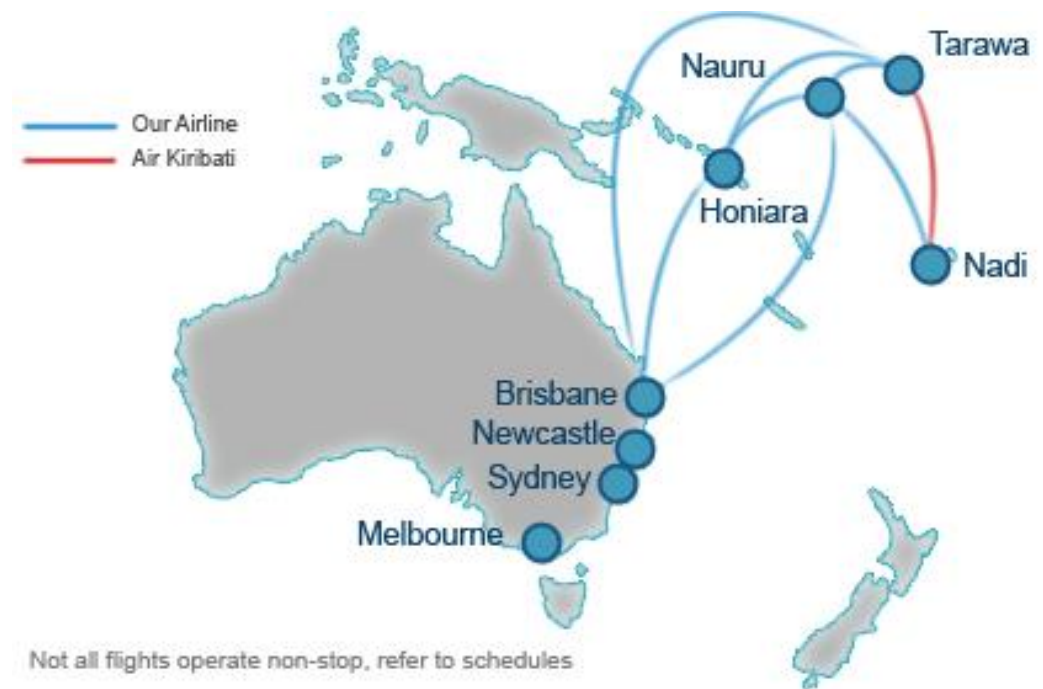 Tarawa
Nauru
Our Airline
Air Kiribati
Honiara
Nadi
Brisbane
Newcastle
Sydney
Melbourne
Not all flights operate non-stop, refer to schedules